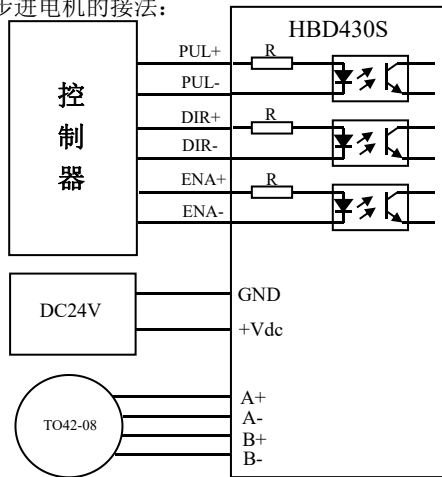 步进电机的接法：
HBD430S
控
制
器
PUL+
R
PUL-
DIR+
R
DIR-
ENA+
R
ENA-
DC24V
GND
+Vdc
TO42-08
A+
A-
B+
B-